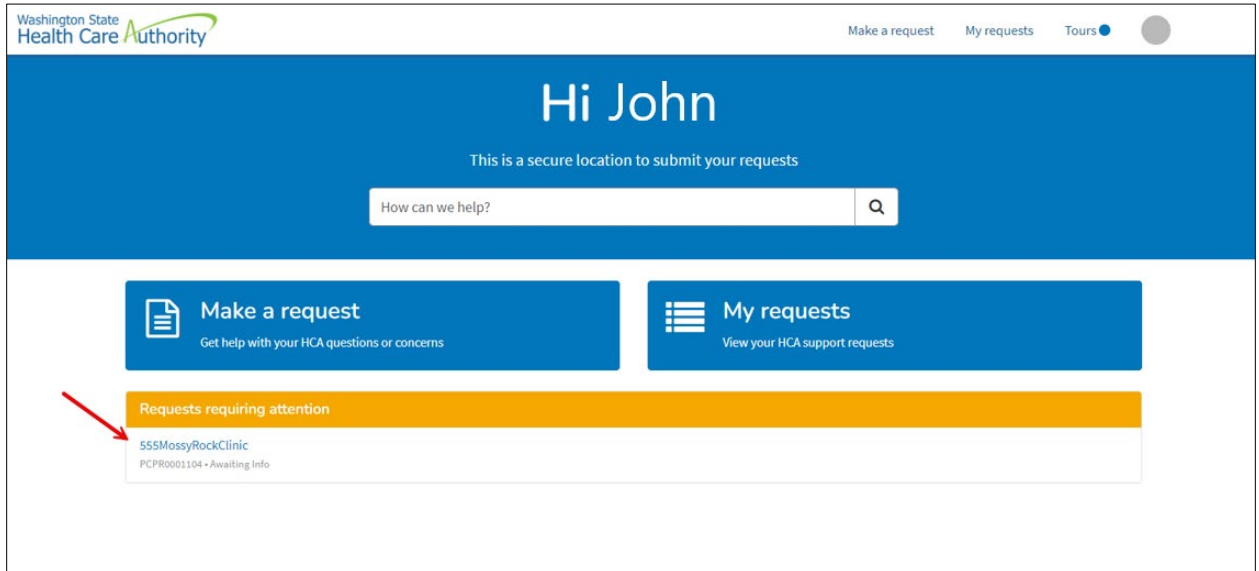 Washington State
Health Care Authority
Make a request
My requests
Tours
Hi John
This is a secure location to submit your requests
How can we help?
Make a request
Get help with your HCA questions or concerns
My requests
View your HCA support requests
Requests requiring attention
555MossyRockClinic
PCPR0001104 • Awaiting Info